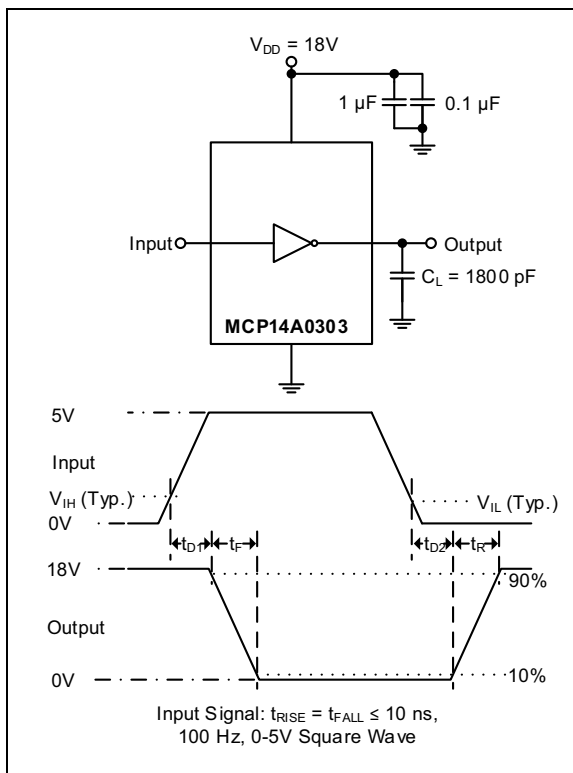 V_DD = 18V
1 µF
0.1 µF
Input
Output
C_L = 1800 pF
MCP14A0303
5V
Input
V_IH (Typ.)
V_IL (Typ.)
0V
t_D1
t_F
t_D2
t_R
18V
90%
Output
0V
10%
Input Signal: t_RISE = t_FALL ≤ 10 ns,
100 Hz, 0-5V Square Wave